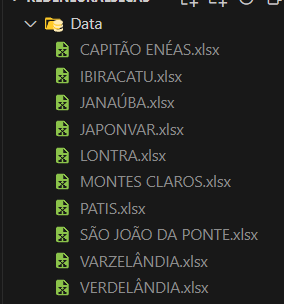 Data
CAPITÃO ENÉAS.xlsx
IBIRACATU.xlsx
JANAÚBA.xlsx
JAPONVAR.xlsx
LONTRA.xlsx
MONTES CLAROS.xlsx
PATIS.xlsx
SÃO JOÃO DA PONTE.xlsx
VARZELÂNDIA.xlsx
VERDELÂNDIA.xlsx